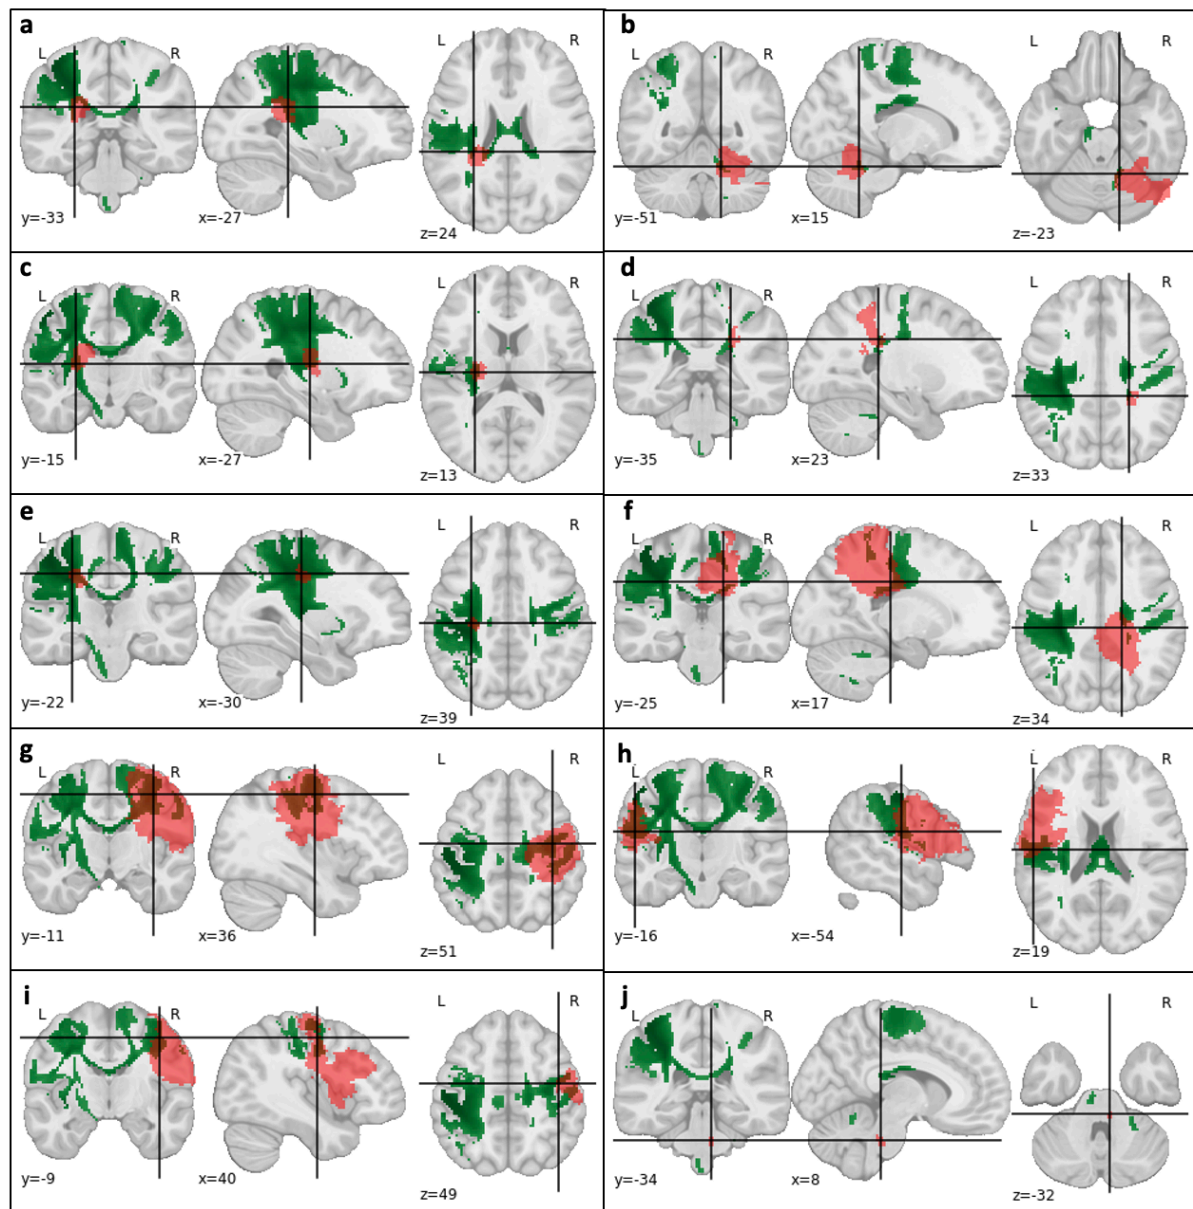 a
L R L R
y=-33 x=-27 z=24
b
L R L R
y=-51 x=15 z=-23
c
L R L R
y=-15 x=-27 z=13
d
L R L R
y=-35 x=23 z=33
e
L R L R
y=-22 x=-30 z=39
f
L R L R
y=-25 x=17 z=34
g
L R L R
y=-11 x=36 z=51
h
L R L R
y=-16 x=-54 z=19
i
L R L R
y=-9 x=40 z=49
j
L R L R
y=-34 x=8 z=-32